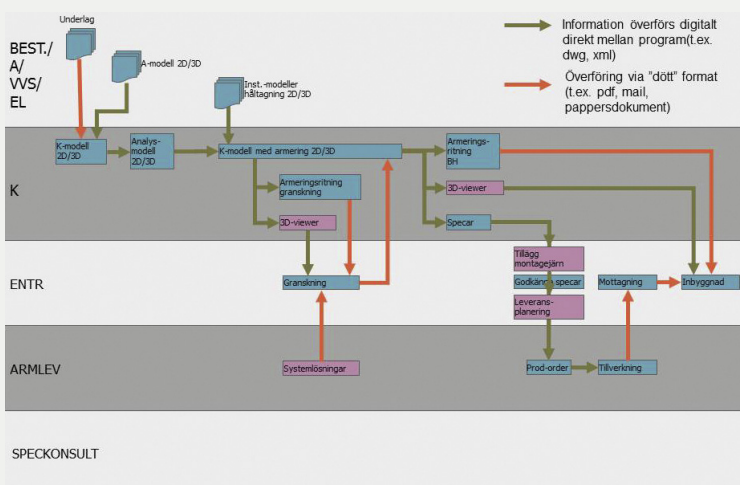 Underlag
BEST./
A/
VVS/
EL
A-modell 2D/3D
Inst.-modeller
håltagning 2D/3D
Information överförs digitalt
direkt mellan program(t.ex.
dwg, xml)
Överföring via ”dött” format
(t.ex. pdf, mail,
pappersdokument)
K
K-modell
2D/3D
Analys-
modell
2D/3D
K-modell med armering 2D/3D
Armerings-
ritning
BH
Armeringsritning
granskning
3D-viewer
3D-viewer
Specar
ENTR
Granskning
Tillägg
montagejärn
Godkänn specar
Leverans-
planering
Mottagning
Inbyggnad
ARMLEV
Systemlösningar
Prod-order
Tillverkning
SPECKONSULT